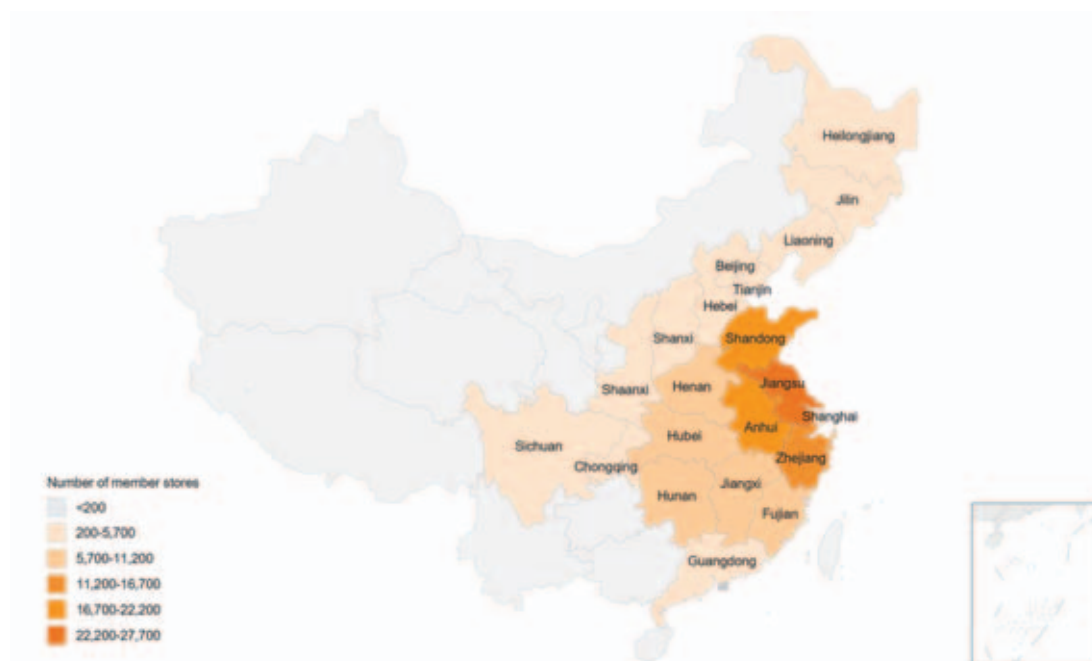 Heilongjiang
Jilin
Liaoning
Beijing
Tianjin
Hebei
Shanxi
Shandong
Shaanxi
Henan
Jiangsu
Shanghai
Anhui
Sichuan
Hubei
Zhejiang
Chongqing
Hunan
Jiangxi
Fujian
Guangdong
Number of member stores
<200
200-5,700
5,700-11,200
11,200-16,700
16,700-22,200
22,200-27,700